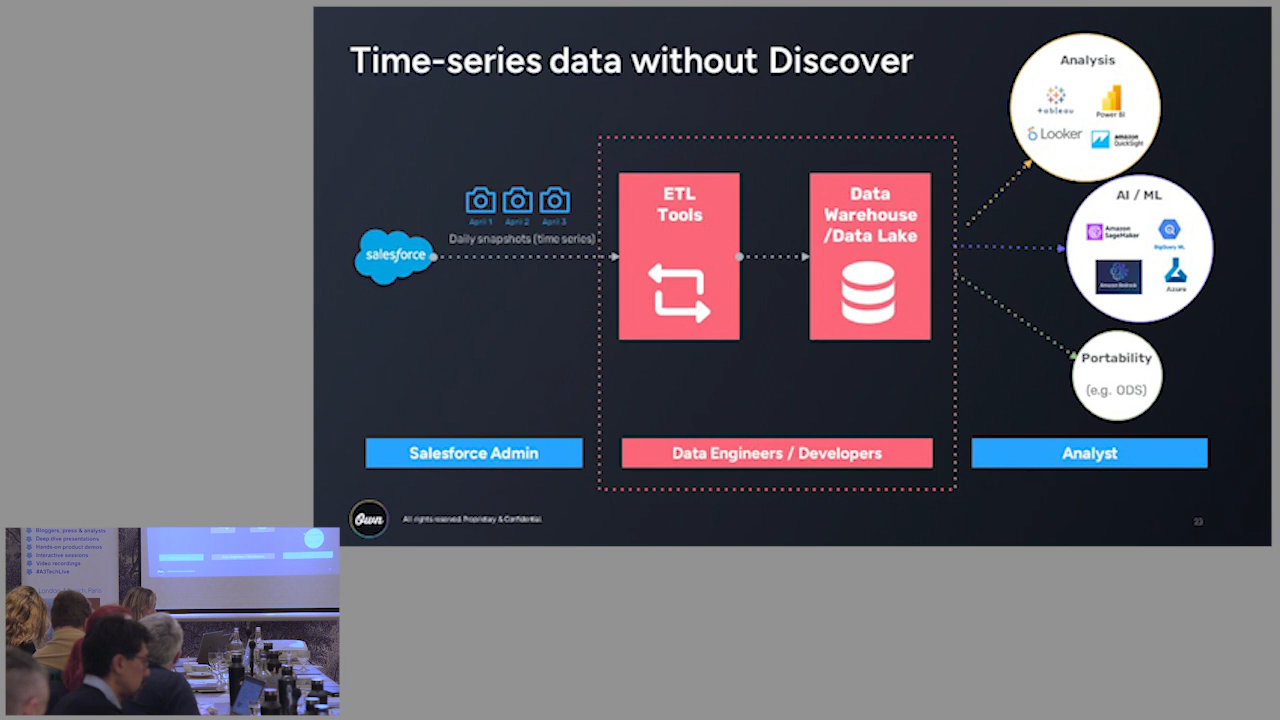 Time-series data without Discover
Analysis
tableau
Power BI
Looker
amazon
QuickSight
ETL
Tools
Data
Warehouse
/Data Lake
April 1
April 2
April 3
Daily snapshots (time series)
salesforce
AI / ML
Amazon
SageMaker
BigQuery ML
Amazon Bedrock
Azure
Portability
(e.g. ODS)
Salesforce Admin
Data Engineers / Developers
Analyst
Own
All rights reserved. Proprietary & Confidential.
23
Bloggers, press & analysts
Deep dive presentations
Hands-on product demos
Interactive sessions
Video recordings
#A3TechLive